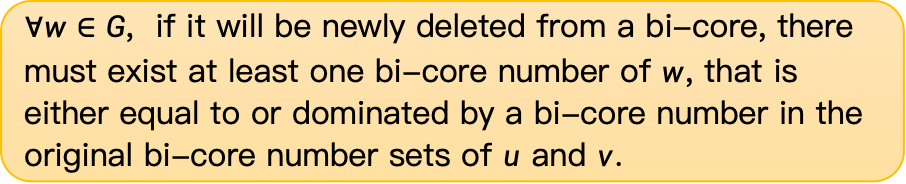 ∀w ∈ G,  if it will be newly deleted from a bi–core, there
must exist at least one bi–core number of w, that is
either equal to or dominated by a bi–core number in the
original bi–core number sets of u and v.